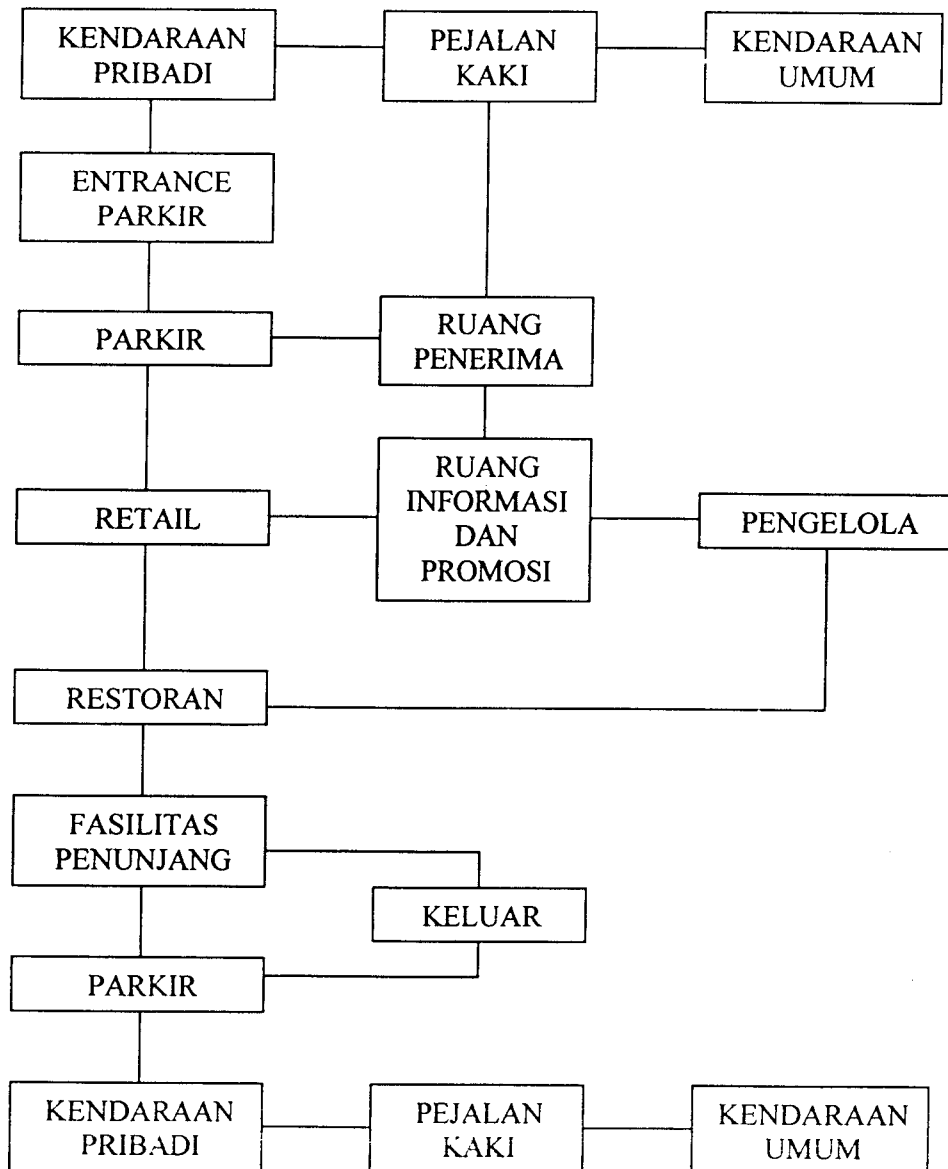 KENDARAAN
PRIBADI
PEJALAN
KAKI
KENDARAAN
UMUM
ENTRANCE
PARKIR
PARKIR
RUANG
PENERIMA
RETAIL
RUANG
INFORMASI
DAN
PROMOSI
PENGELOLA
RESTORAN
FASILITAS
PENUNJANG
KELUAR
PARKIR
KENDARAAN
PRIBADI
PEJALAN
KAKI
KENDARAAN
UMUM